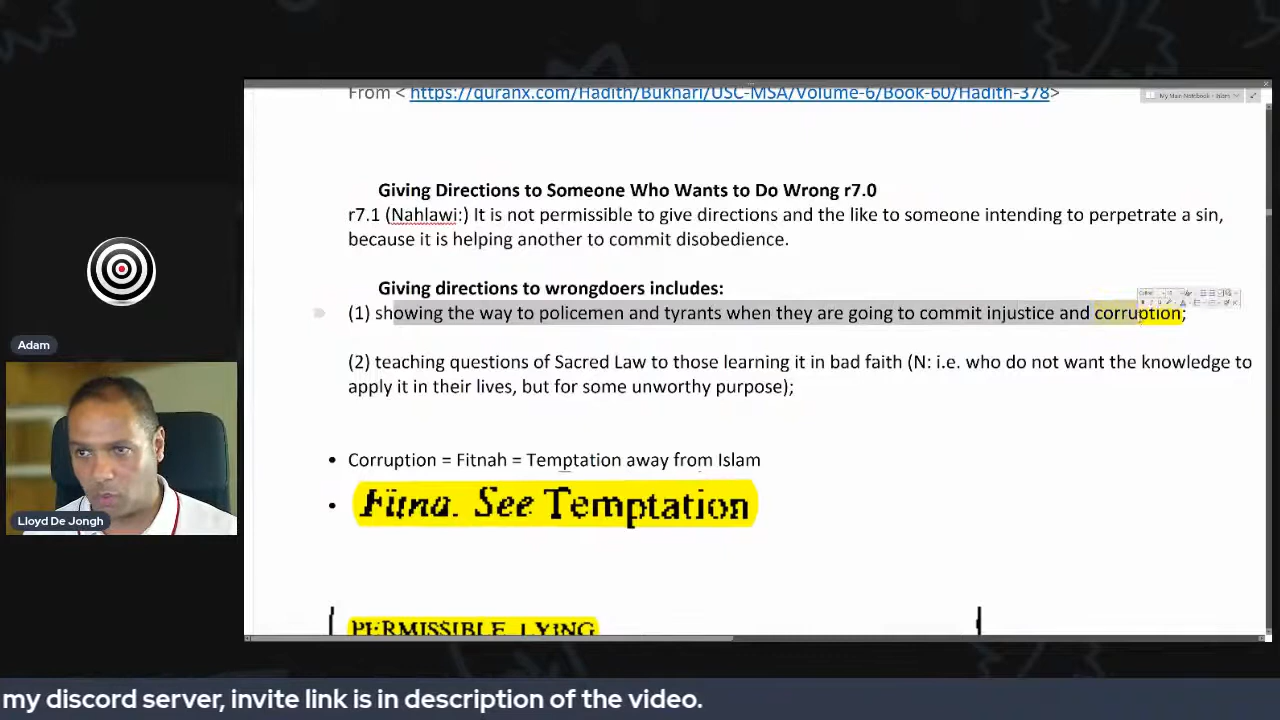 From < https://quranx.com/Hadith/Bukhari/USC-MSA/Volume-6/Book-60/Hadith-378>
My Main Notebook - Islam
Giving Directions to Someone Who Wants to Do Wrong r7.0
r7.1 (Nahlawi:) It is not permissible to give directions and the like to someone intending to perpetrate a sin,
because it is helping another to commit disobedience.
Giving directions to wrongdoers includes:
(1) showing the way to policemen and tyrants when they are going to commit injustice and corruption;
(2) teaching questions of Sacred Law to those learning it in bad faith (N: i.e. who do not want the knowledge to
apply it in their lives, but for some unworthy purpose);
• Corruption = Fitnah = Temptation away from Islam
• Fitna. See Temptation
PERMISSIBLE LYING
Adam
Lloyd De Jongh
my discord server, invite link is in description of the video.